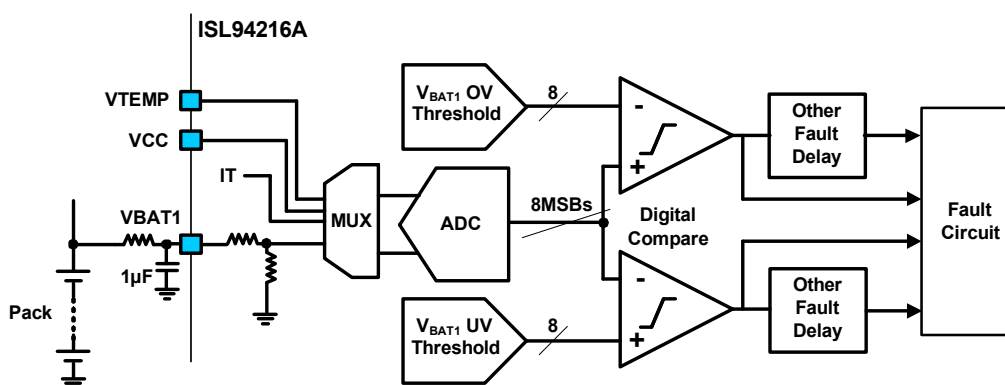 ISL94216A
VTEMP
VCC
IT
VBAT1
1µF
Pack
MUX
ADC
8MSBs
VBAT1 OV
Threshold
8
VBAT1 UV
Threshold
8
-
+
Digital
Compare
-
+
Other
Fault
Delay
Other
Fault
Delay
Fault
Circuit